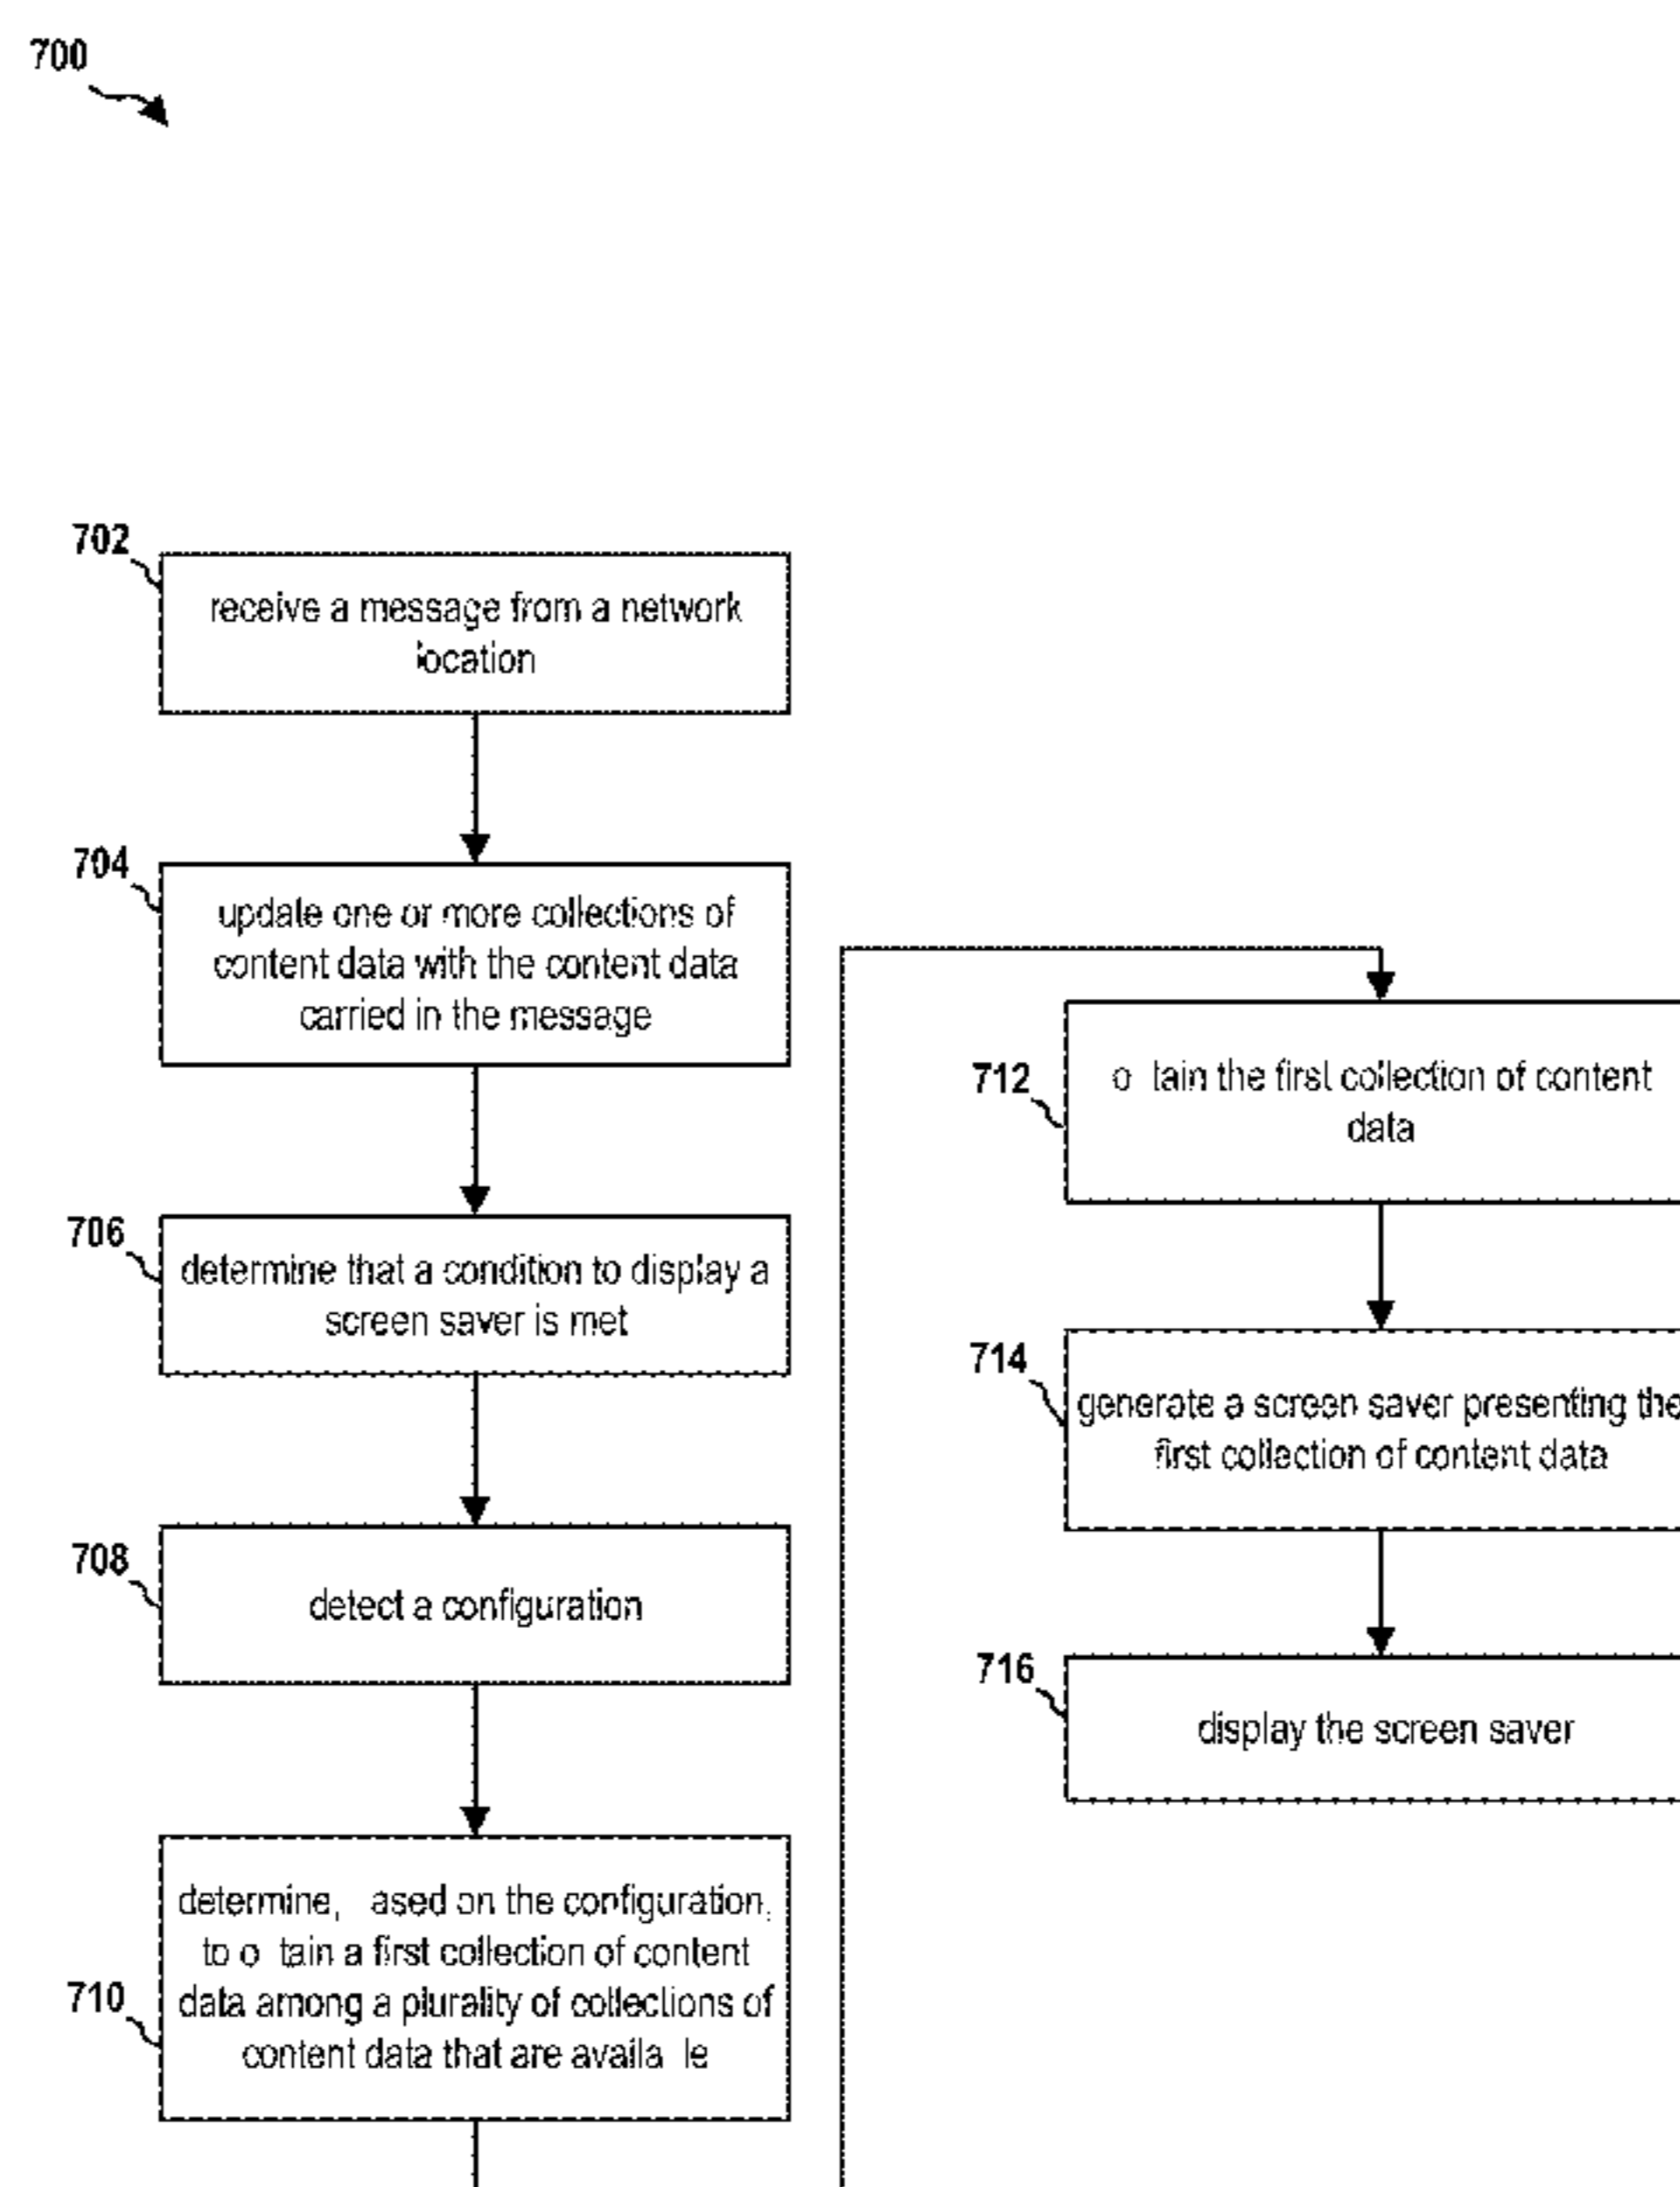 700
702
receive a message from a network
location
704
update one or more collections of
content data with the content data
carried in the message
706
determine that a condition to display a
screen saver is met
708
detect a configuration
710
determine, ased on the configuration,
to o tain a first collection of content
data among a plurality of collections of
content data that are availa le
712
o tain the first collection of content
data
714
generate a screen saver presenting the
first collection of content data
716
display the screen saver